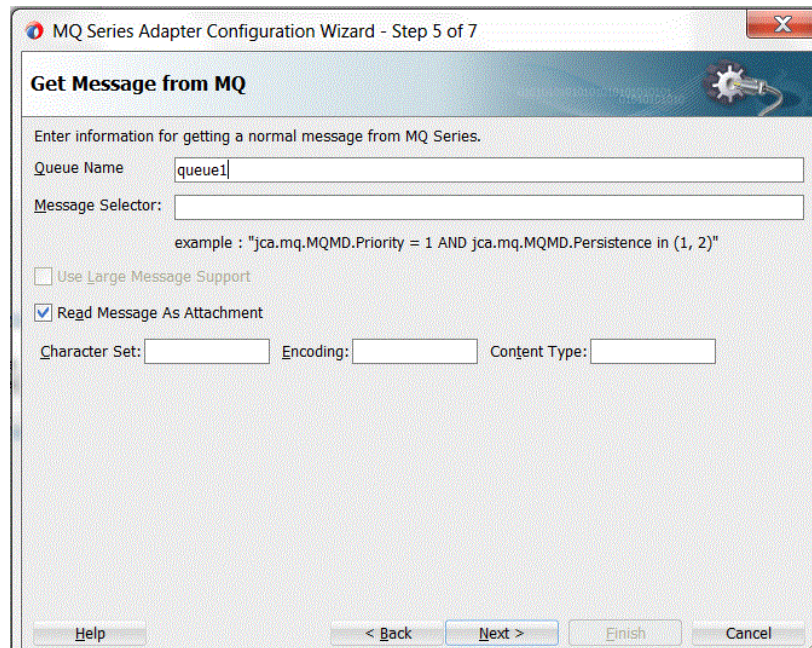 MQ Series Adapter Configuration Wizard - Step 5 of 7
Get Message from MQ
Enter information for getting a normal message from MQ Series.
Queue Name queue1
Message Selector:
example : "jca.mq.MQMD.Priority = 1 AND jca.mq.MQMD.Persistence in (1, 2)"
Use Large Message Support
Read Message As Attachment
Character Set: Encoding: Content Type:
Help < Back Next > Finish Cancel